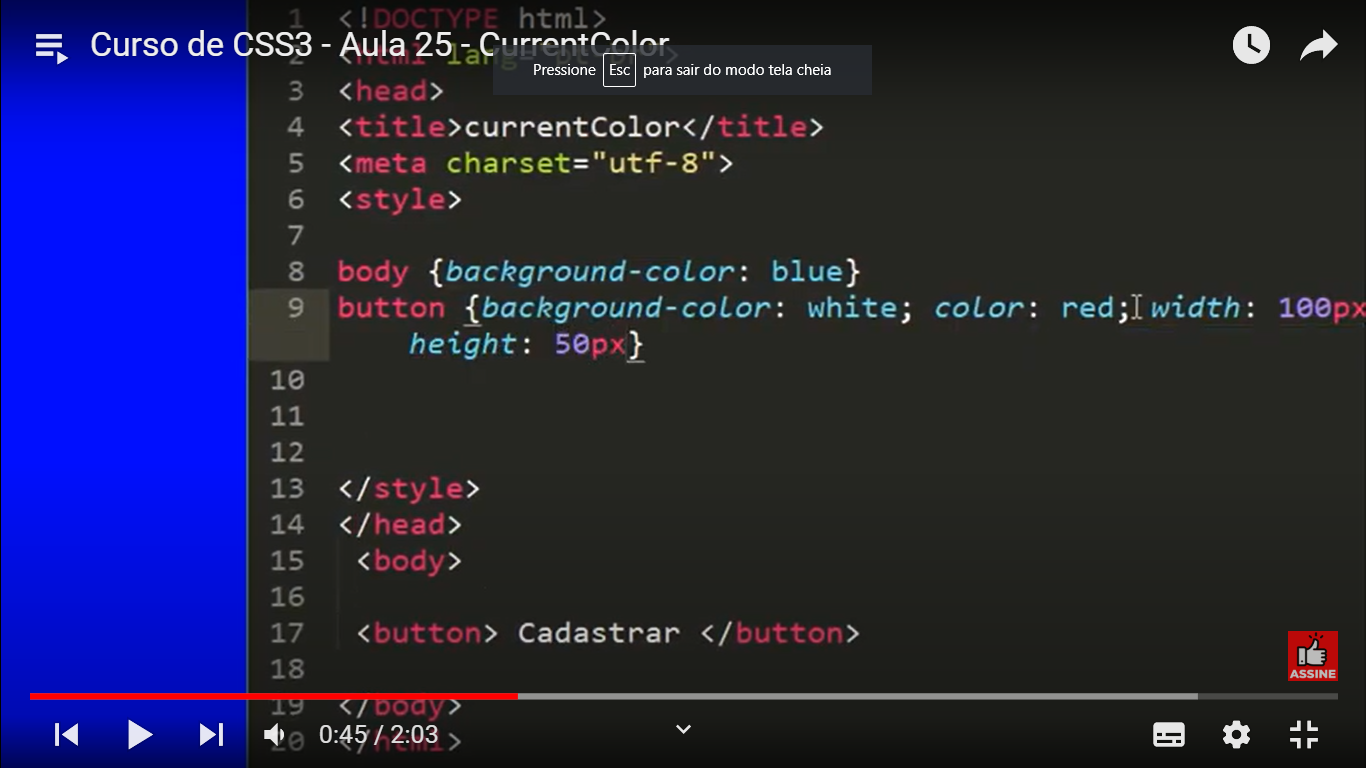 Curso de CSS3 - Aula 25 - CurrentColor
Pressione Esc para sair do modo tela cheia
1 <!DOCTYPE html>
2 <html lang=
3 <head>
4 <title>currentColor</title>
5 <meta charset="utf-8">
6 <style>
7
8 body {background-color: blue}
9 button {background-color: white; color: red; width: 100px
height: 50px}
10
11
12
13 </style>
14 </head>
15 <body>
16
17 <button> Cadastrar </button>
18
19 </body>
20 </html>
ASSINE
0:45 / 2:03